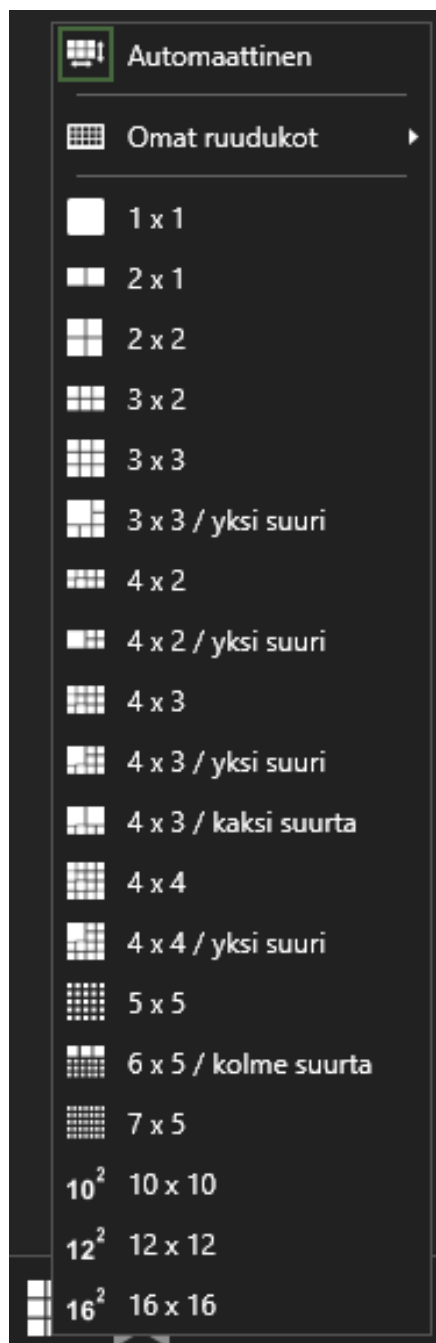 Automaattinen
Omat ruudukot
1 x 1
2 x 1
2 x 2
3 x 2
3 x 3
3 x 3 / yksi suuri
4 x 2
4 x 2 / yksi suuri
4 x 3
4 x 3 / yksi suuri
4 x 3 / kaksi suurta
4 x 4
4 x 4 / yksi suuri
5 x 5
6 x 5 / kolme suurta
7 x 5
10² 10 x 10
12² 12 x 12
16² 16 x 16